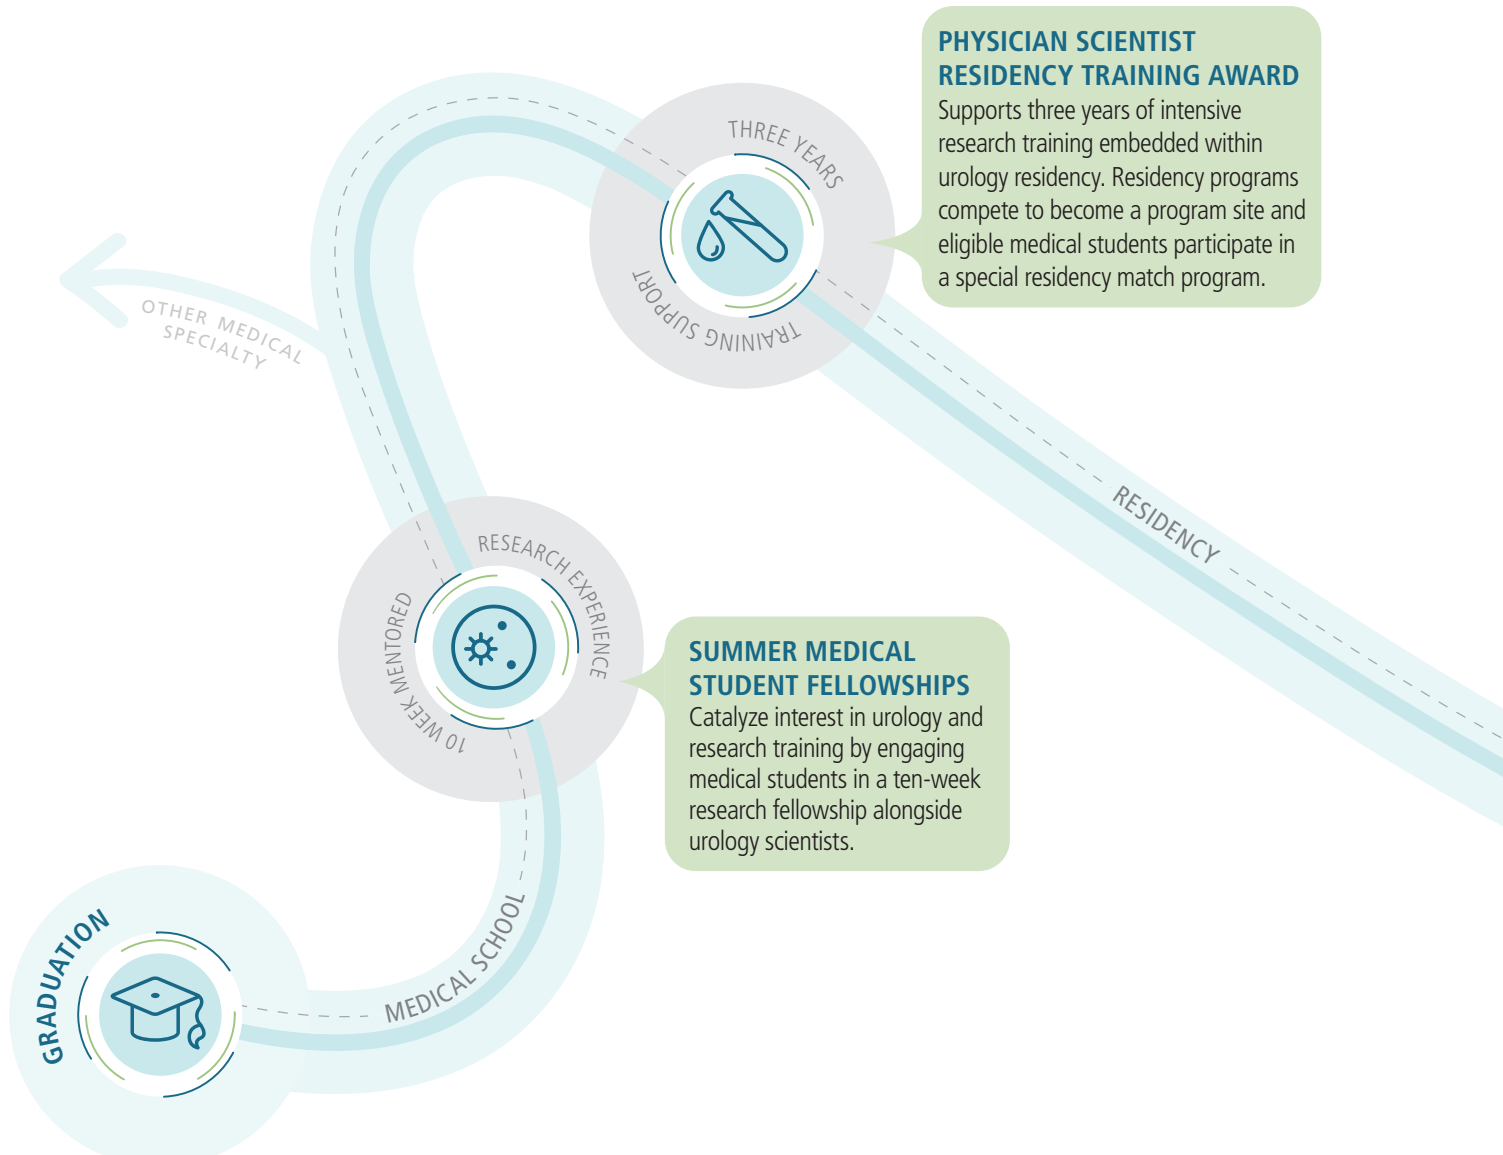 PHYSICIAN SCIENTIST
RESIDENCY TRAINING AWARD
Supports three years of intensive
research training embedded within
urology residency. Residency programs
compete to become a program site and
eligible medical students participate in
a special residency match program.
THREE YEARS
TRAINING SUPPORT
OTHER MEDICAL
SPECIALTY
RESIDENCY
10 WEEK MENTORED
RESEARCH EXPERIENCE
SUMMER MEDICAL
STUDENT FELLOWSHIPS
Catalyze interest in urology and
research training by engaging
medical students in a ten-week
research fellowship alongside
urology scientists.
MEDICAL SCHOOL
GRADUATION